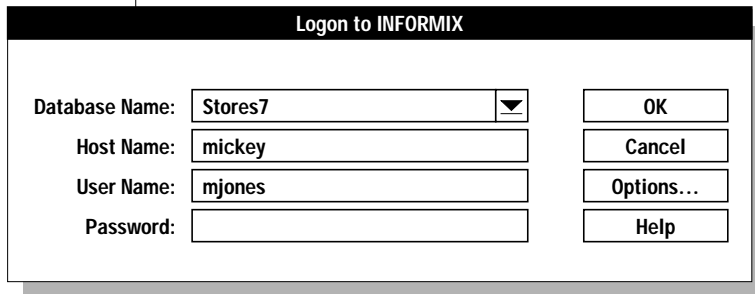 Logon to INFORMIX
Database Name: Stores7 OK
Host Name: mickey Cancel
User Name: mjones Options...
Password: Help